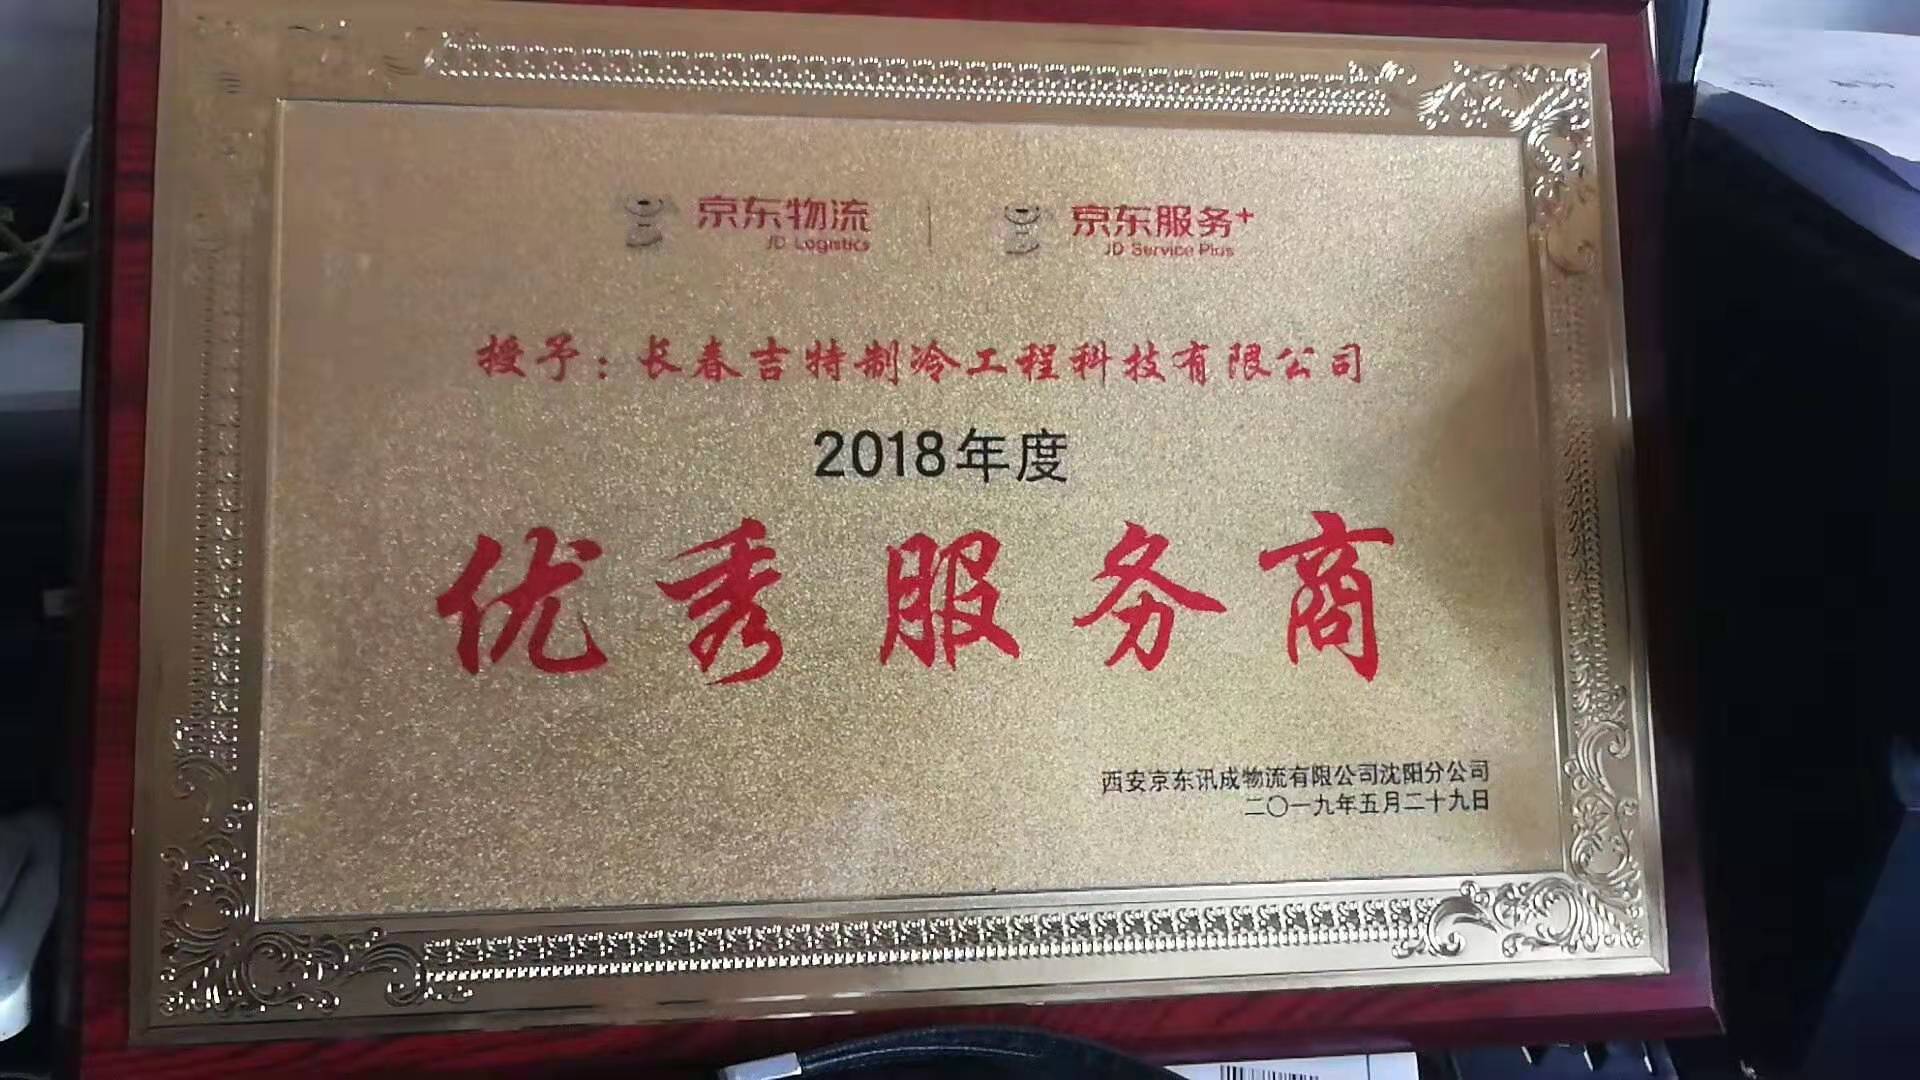 京东物流 京东服务+
JD Logistics JD Service Plus
授予：长春吉特制冷工程科技有限公司
2018年度
优秀服务商
西安京东讯成物流有限公司沈阳分公司
二〇一九年五月二十九日